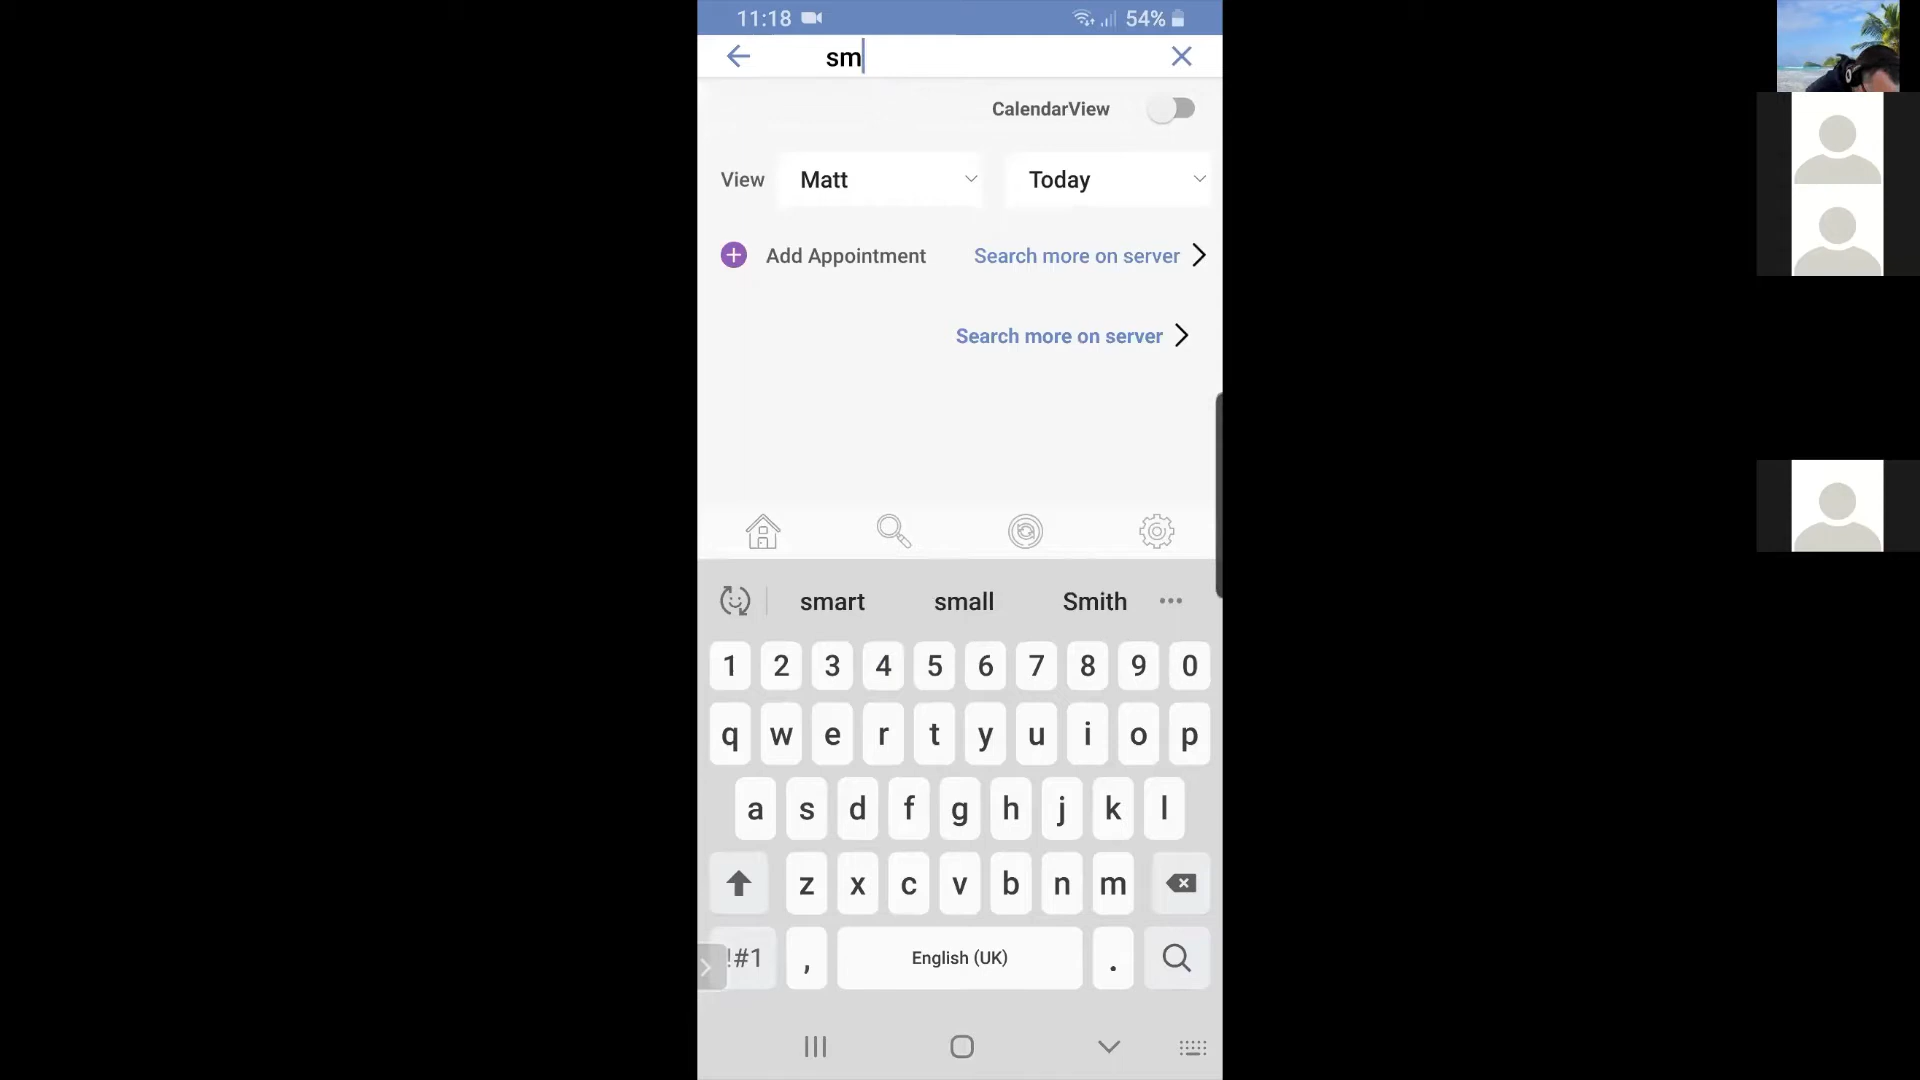 11:18 54%
sm
CalendarView
View Matt Today
Add Appointment Search more on server
Search more on server
smart small Smith
1 2 3 4 5 6 7 8 9 0
q w e r t y u i o p
a s d f g h j k l
z x c v b n m
!#1 , English (UK) .